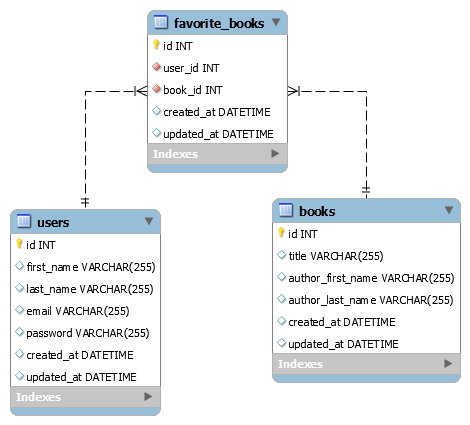 favorite_books
id INT
user_id INT
book_id INT
created_at DATETIME
updated_at DATETIME
Indexes
users
id INT
first_name VARCHAR(255)
last_name VARCHAR(255)
email VARCHAR(255)
password VARCHAR(255)
created_at DATETIME
updated_at DATETIME
Indexes
books
id INT
title VARCHAR(255)
author_first_name VARCHAR(255)
author_last_name VARCHAR(255)
created_at DATETIME
updated_at DATETIME
Indexes